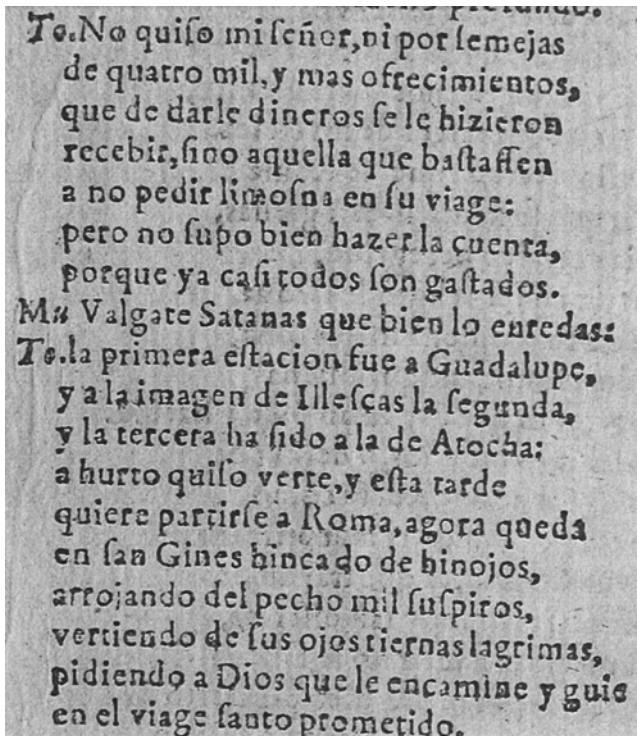 To.No quiſo mi ſeñor,ni por ſemejas
de quatro mil,y mas ofrecimientos,
que de darle dineros ſe le hizieron
recebir,ſino aquella que baſtaſſen
a no pedir limoſna en ſu viage:
pero no ſupo bien hazer la cuenta,
porque ya caſi todos ſon gaſtados.
Mu Valgate Satanas que bien lo enredas:
To.la primera eſtacion fue a Guadalupe,
y a la imagen de Illeſcas la ſegunda,
y la tercera ha ſido a la de Atocha:
a hurto quiſo verte,y eſta tarde
quiere partirſe a Roma,agora queda
en ſan Gines hincado de hinojos,
arrojando del pecho mil ſuſpiros,
vertiendo de ſus ojos tiernas lagrimas,
pidiendo a Dios que le encamine y guie
en el viage ſanto prometido.